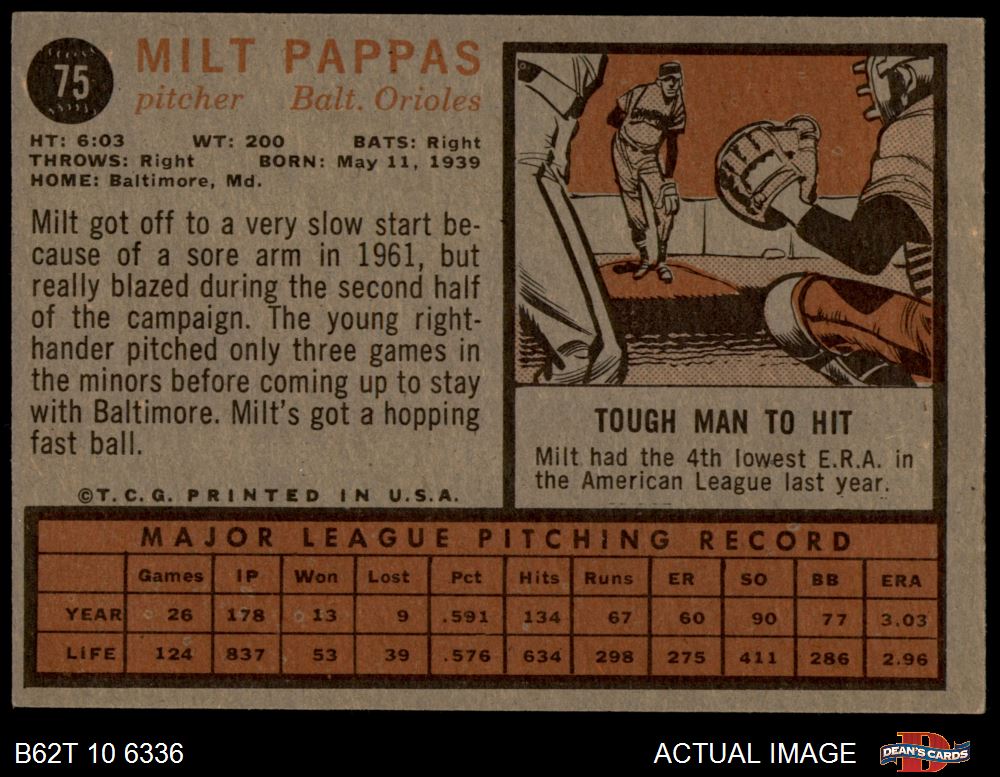 75
MILT PAPPAS
pitcher Balt. Orioles
HT: 6:03 WT: 200 BATS: Right
THROWS: Right BORN: May 11, 1939
HOME: Baltimore, Md.
Milt got off to a very slow start be-
cause of a sore arm in 1961, but
really blazed during the second half
of the campaign. The young right-
hander pitched only three games in
the minors before coming up to stay
with Baltimore. Milt's got a hopping
fast ball.
©T.C.G. PRINTED IN U.S.A.
TOUGH MAN TO HIT
Milt had the 4th lowest E.R.A. in
the American League last year.
MAJOR LEAGUE PITCHING RECORD
Games IP Won Lost Pct Hits Runs ER SO BB ERA
YEAR 26 178 13 9 .591 134 67 60 90 77 3.03
LIFE 124 837 53 39 .576 634 298 275 411 286 2.96
B62T 10 6336
ACTUAL IMAGE
DEAN'S CARDS